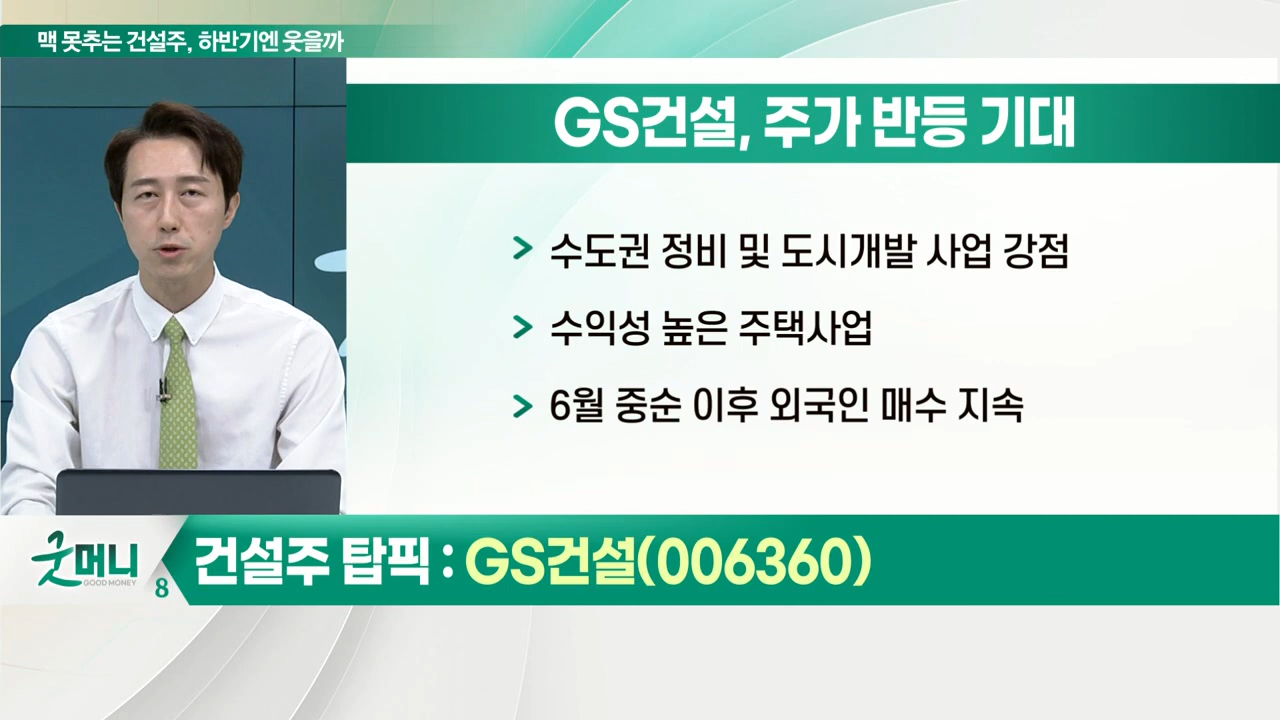 맥 못추는 건설주, 하반기엔 웃을까
GS건설, 주가 반등 기대
> 수도권 정비 및 도시개발 사업 강점
> 수익성 높은 주택사업
> 6월 중순 이후 외국인 매수 지속
굿머니
GOOD MONEY
8
건설주 탑픽 : GS건설(006360)